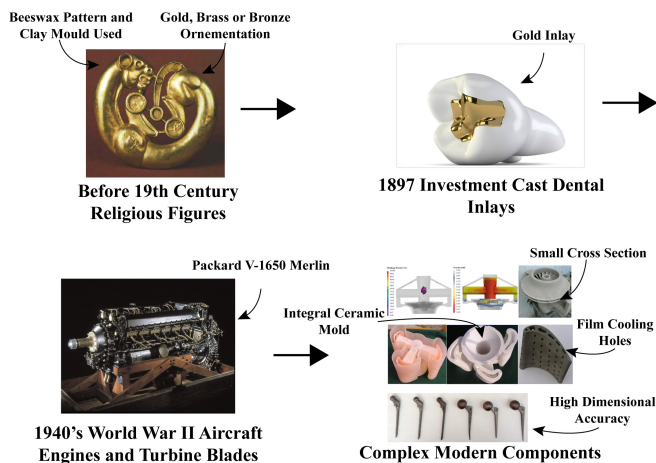 Beeswax Pattern and
Clay Mould Used
Gold, Brass or Bronze
Ornementation
Before 19th Century
Religious Figures
Gold Inlay
1897 Investment Cast Dental
Inlays
Packard V-1650 Merlin
1940's World War II Aircraft
Engines and Turbine Blades
Small Cross Section
Integral Ceramic
Mold
Film Cooling
Holes
High Dimensional
Accuracy
Complex Modern Components